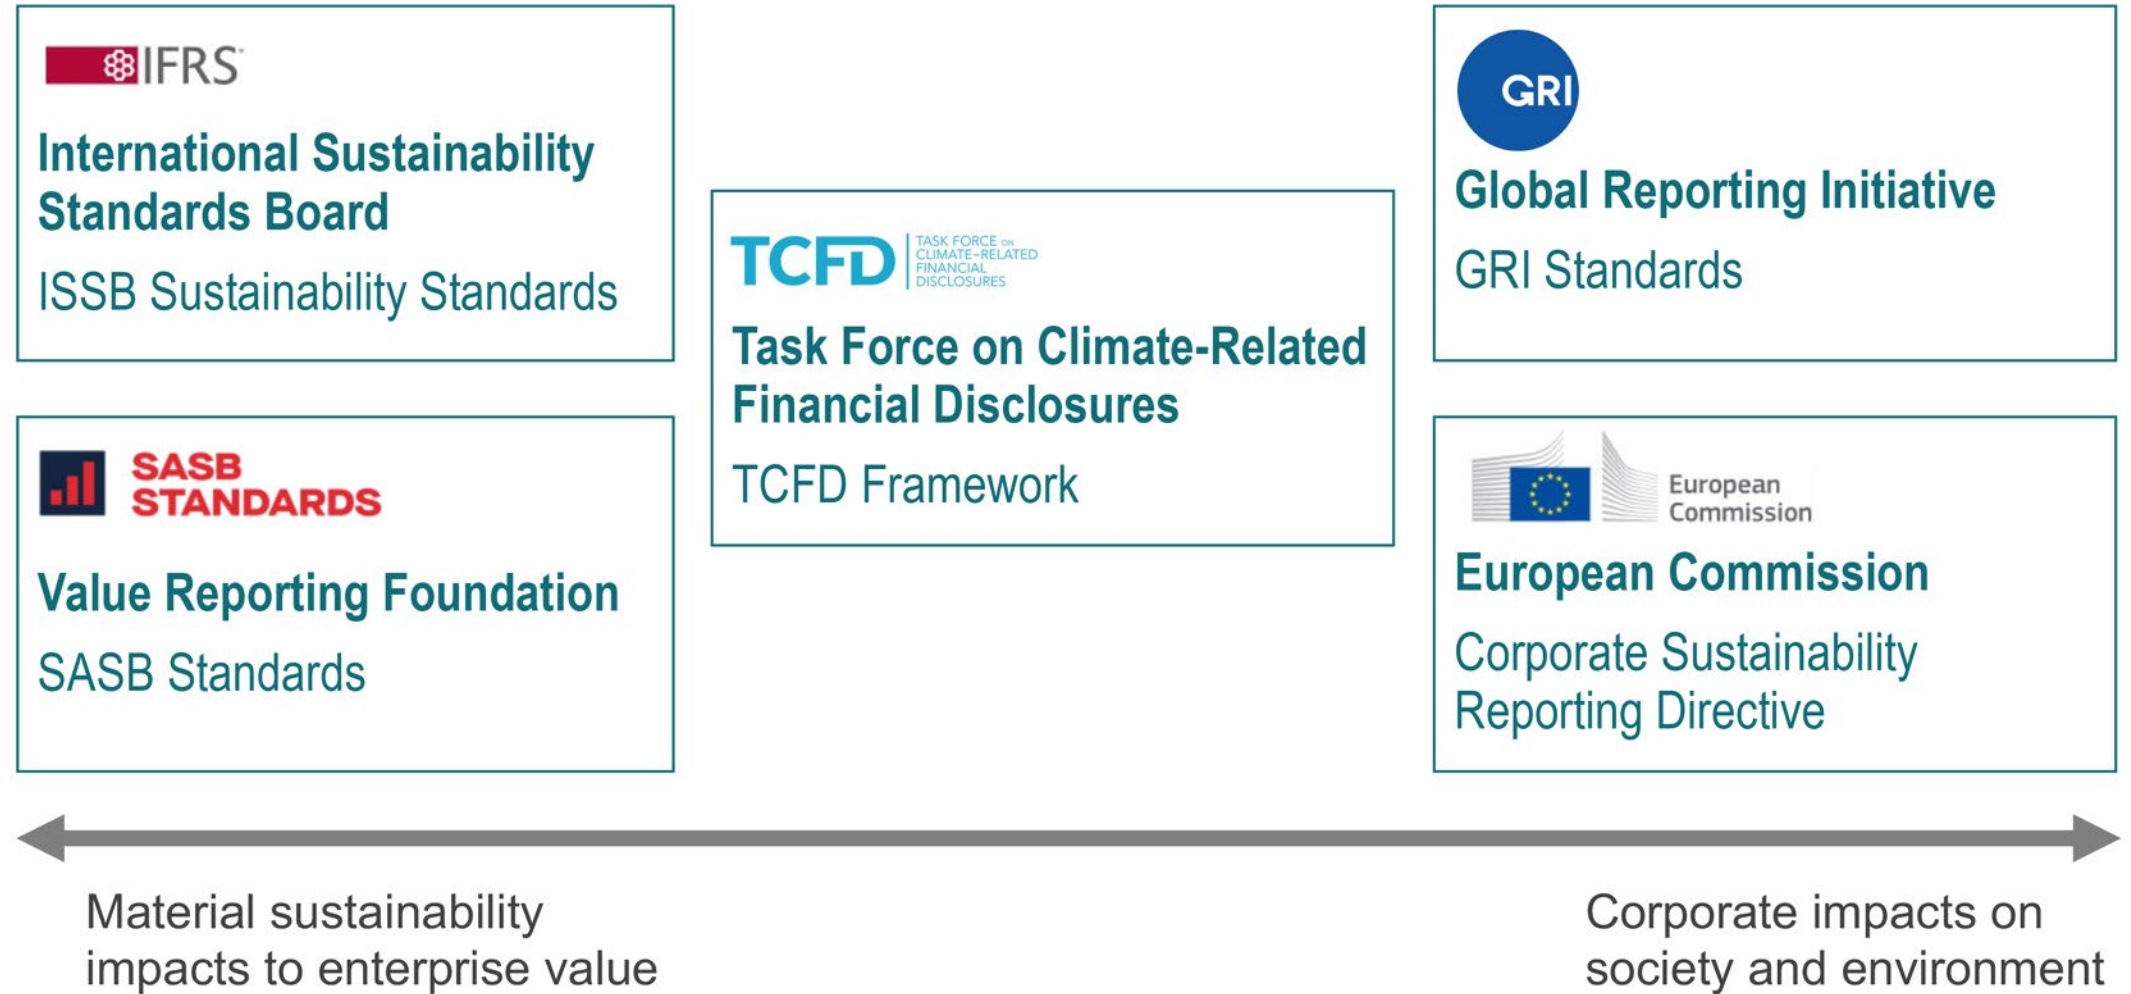 IFRS
International Sustainability
Standards Board
ISSB Sustainability Standards
SASB
STANDARDS
Value Reporting Foundation
SASB Standards
TCFD
TASK FORCE ON
CLIMATE-RELATED
FINANCIAL
DISCLOSURES
Task Force on Climate-Related
Financial Disclosures
TCFD Framework
GRI
Global Reporting Initiative
GRI Standards
European
Commission
European Commission
Corporate Sustainability
Reporting Directive
Material sustainability
impacts to enterprise value
Corporate impacts on
society and environment